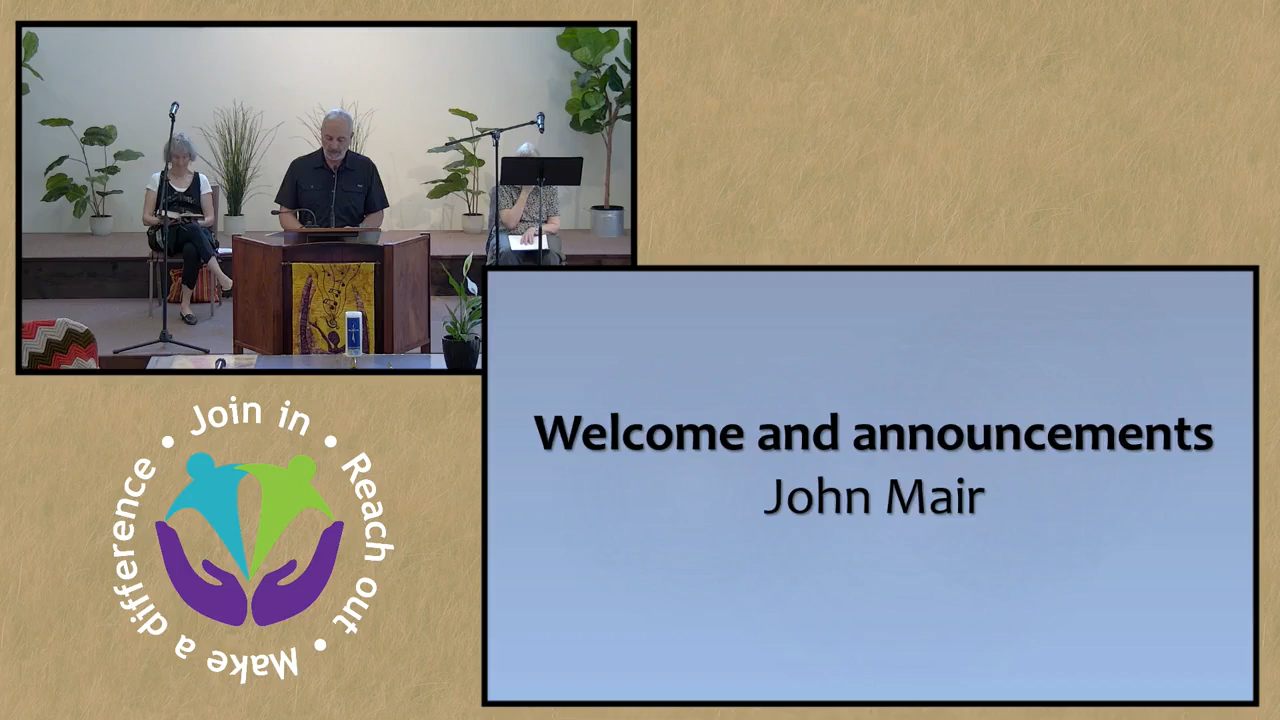 Welcome and announcements
John Mair
• Join in • Reach out • Make a difference